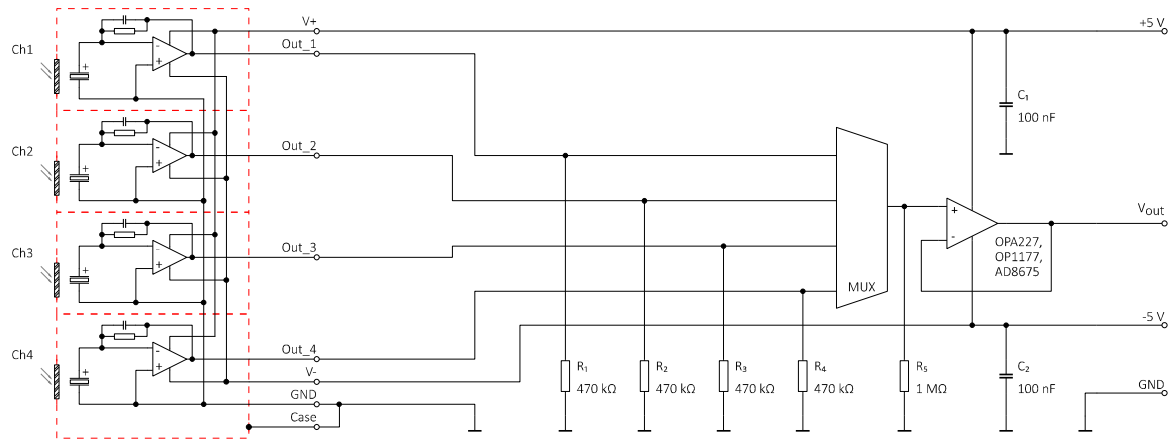 V+
+5 V
Out_1
Ch1
C₁
100 nF
Out_2
Ch2
Vout
OPA227,
OP1177,
AD8675
Out_3
Ch3
MUX
-5 V
Out_4
Ch4
V-
R₁
470 kΩ
R₂
470 kΩ
R₃
470 kΩ
R₄
470 kΩ
R₅
1 MΩ
C₂
100 nF
GND
GND
Case